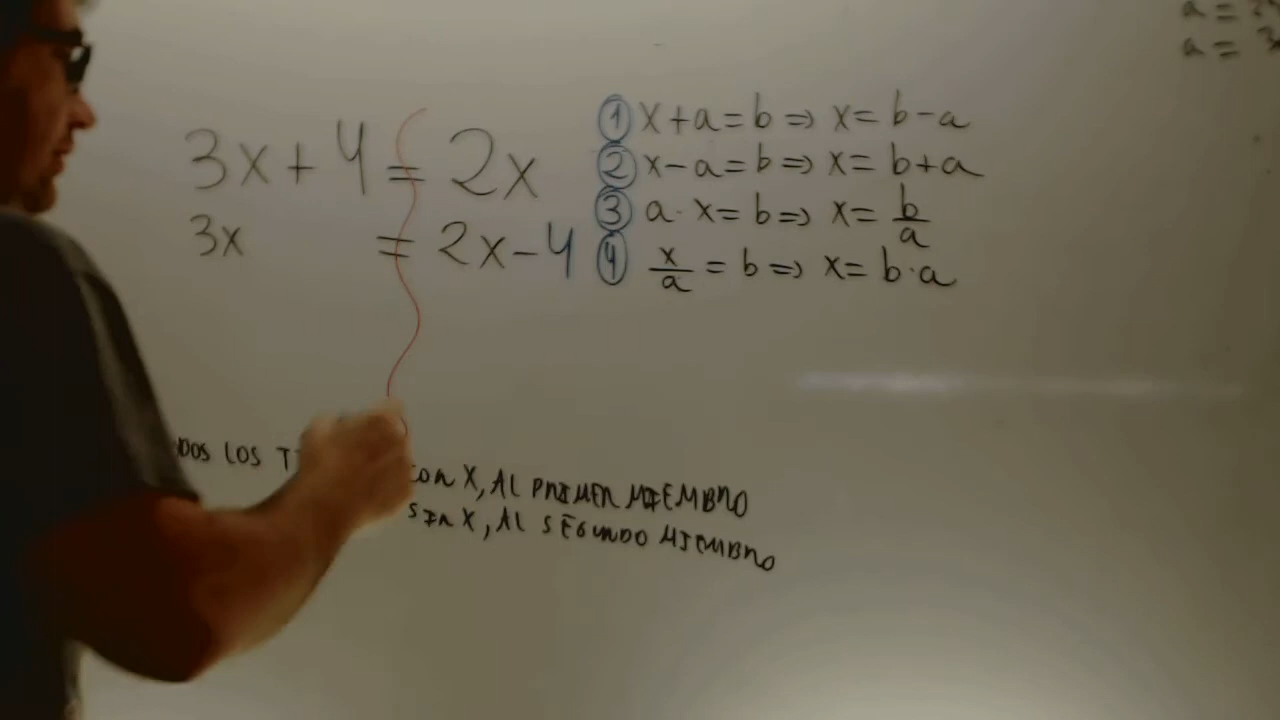 3x+4=2x
3x = 2x-4
① x+a=b⇒ x= b-a
② x-a=b⇒ x= b+a
③ a·x=b⇒ x= b/a
④ x/a = b⇒ x= b·a
a =
a = 3
LOS CON X, AL PRIMER MIEMBRO
SIN X, AL SEGUNDO MIEMBRO